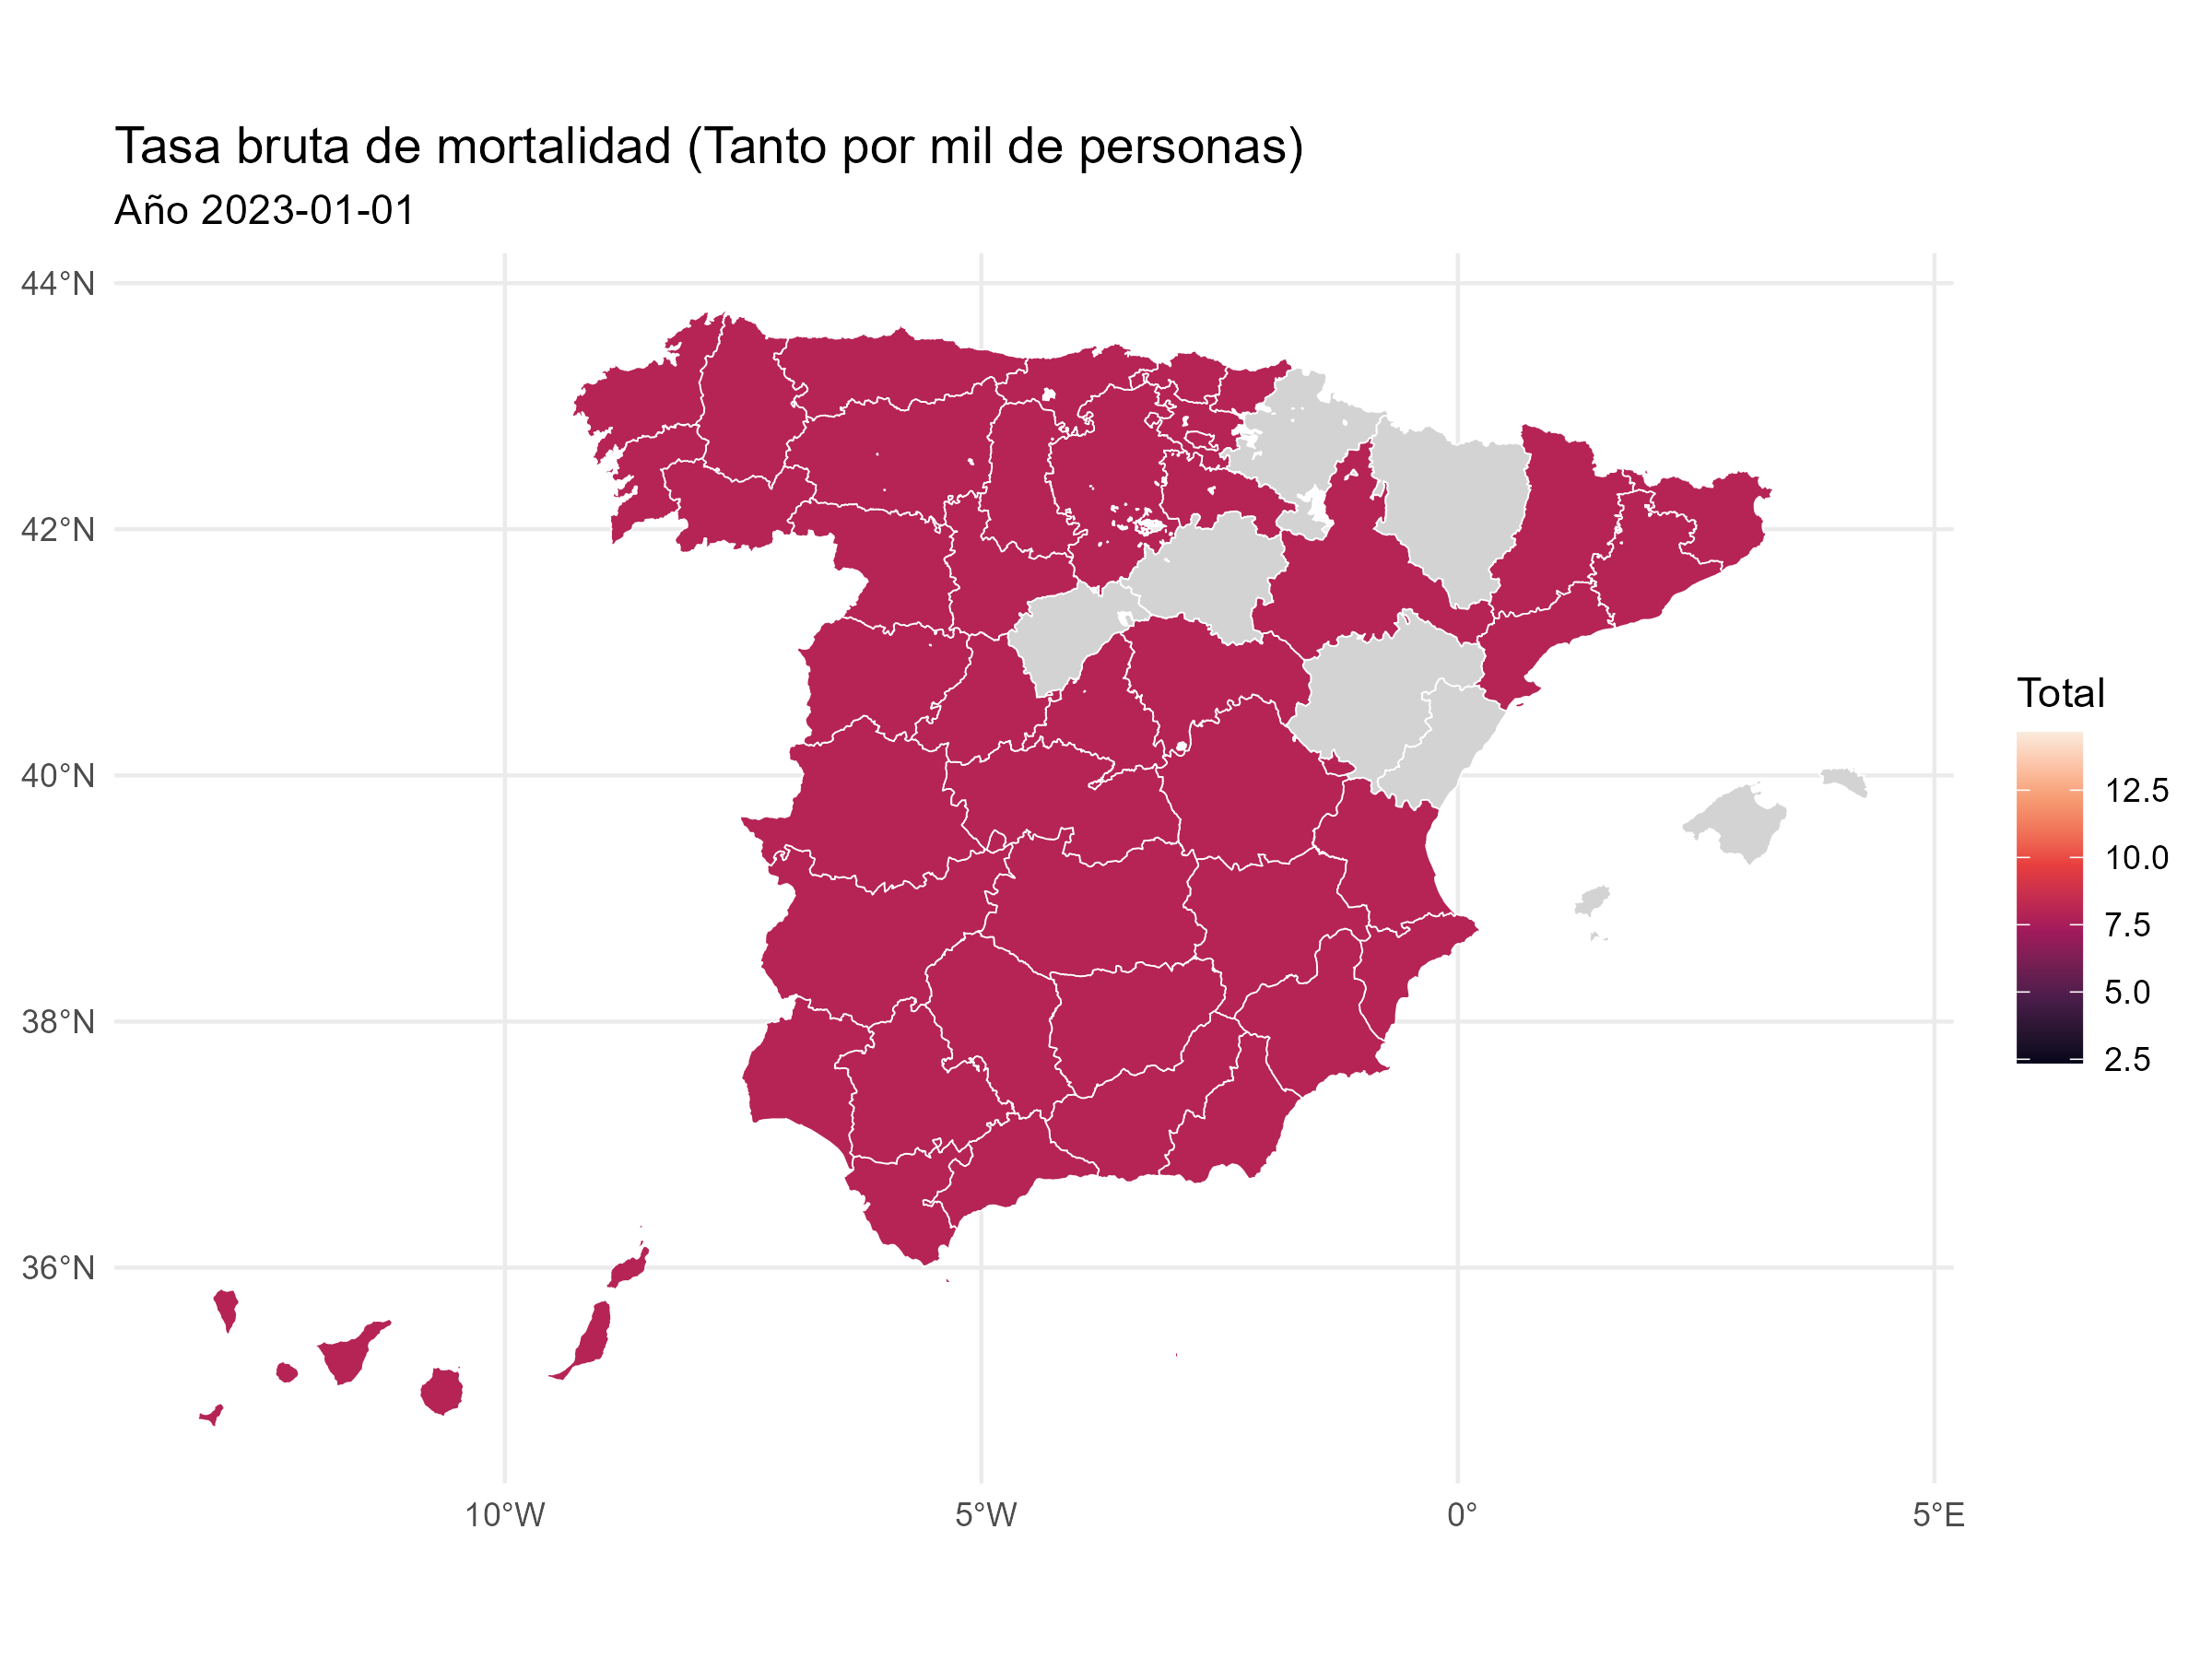 Tasa bruta de mortalidad (Tanto por mil de personas)
Año 2023-01-01
44°N
42°N
40°N
38°N
36°N
10°W
5°W
0°
5°E
Total
12.5
10.0
7.5
5.0
2.5